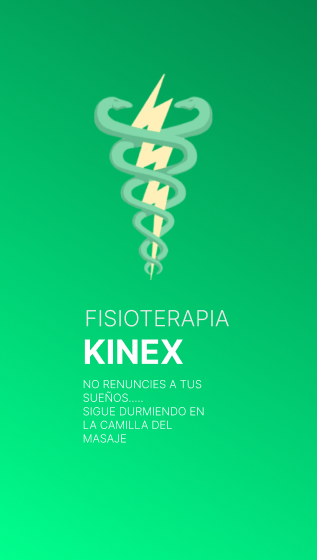 FISIOTERAPIA
KINEX
NO RENUNCIES A TUS
SUEÑOS.....
SIGUE DURMIENDO EN
LA CAMILLA DEL
MASAJE